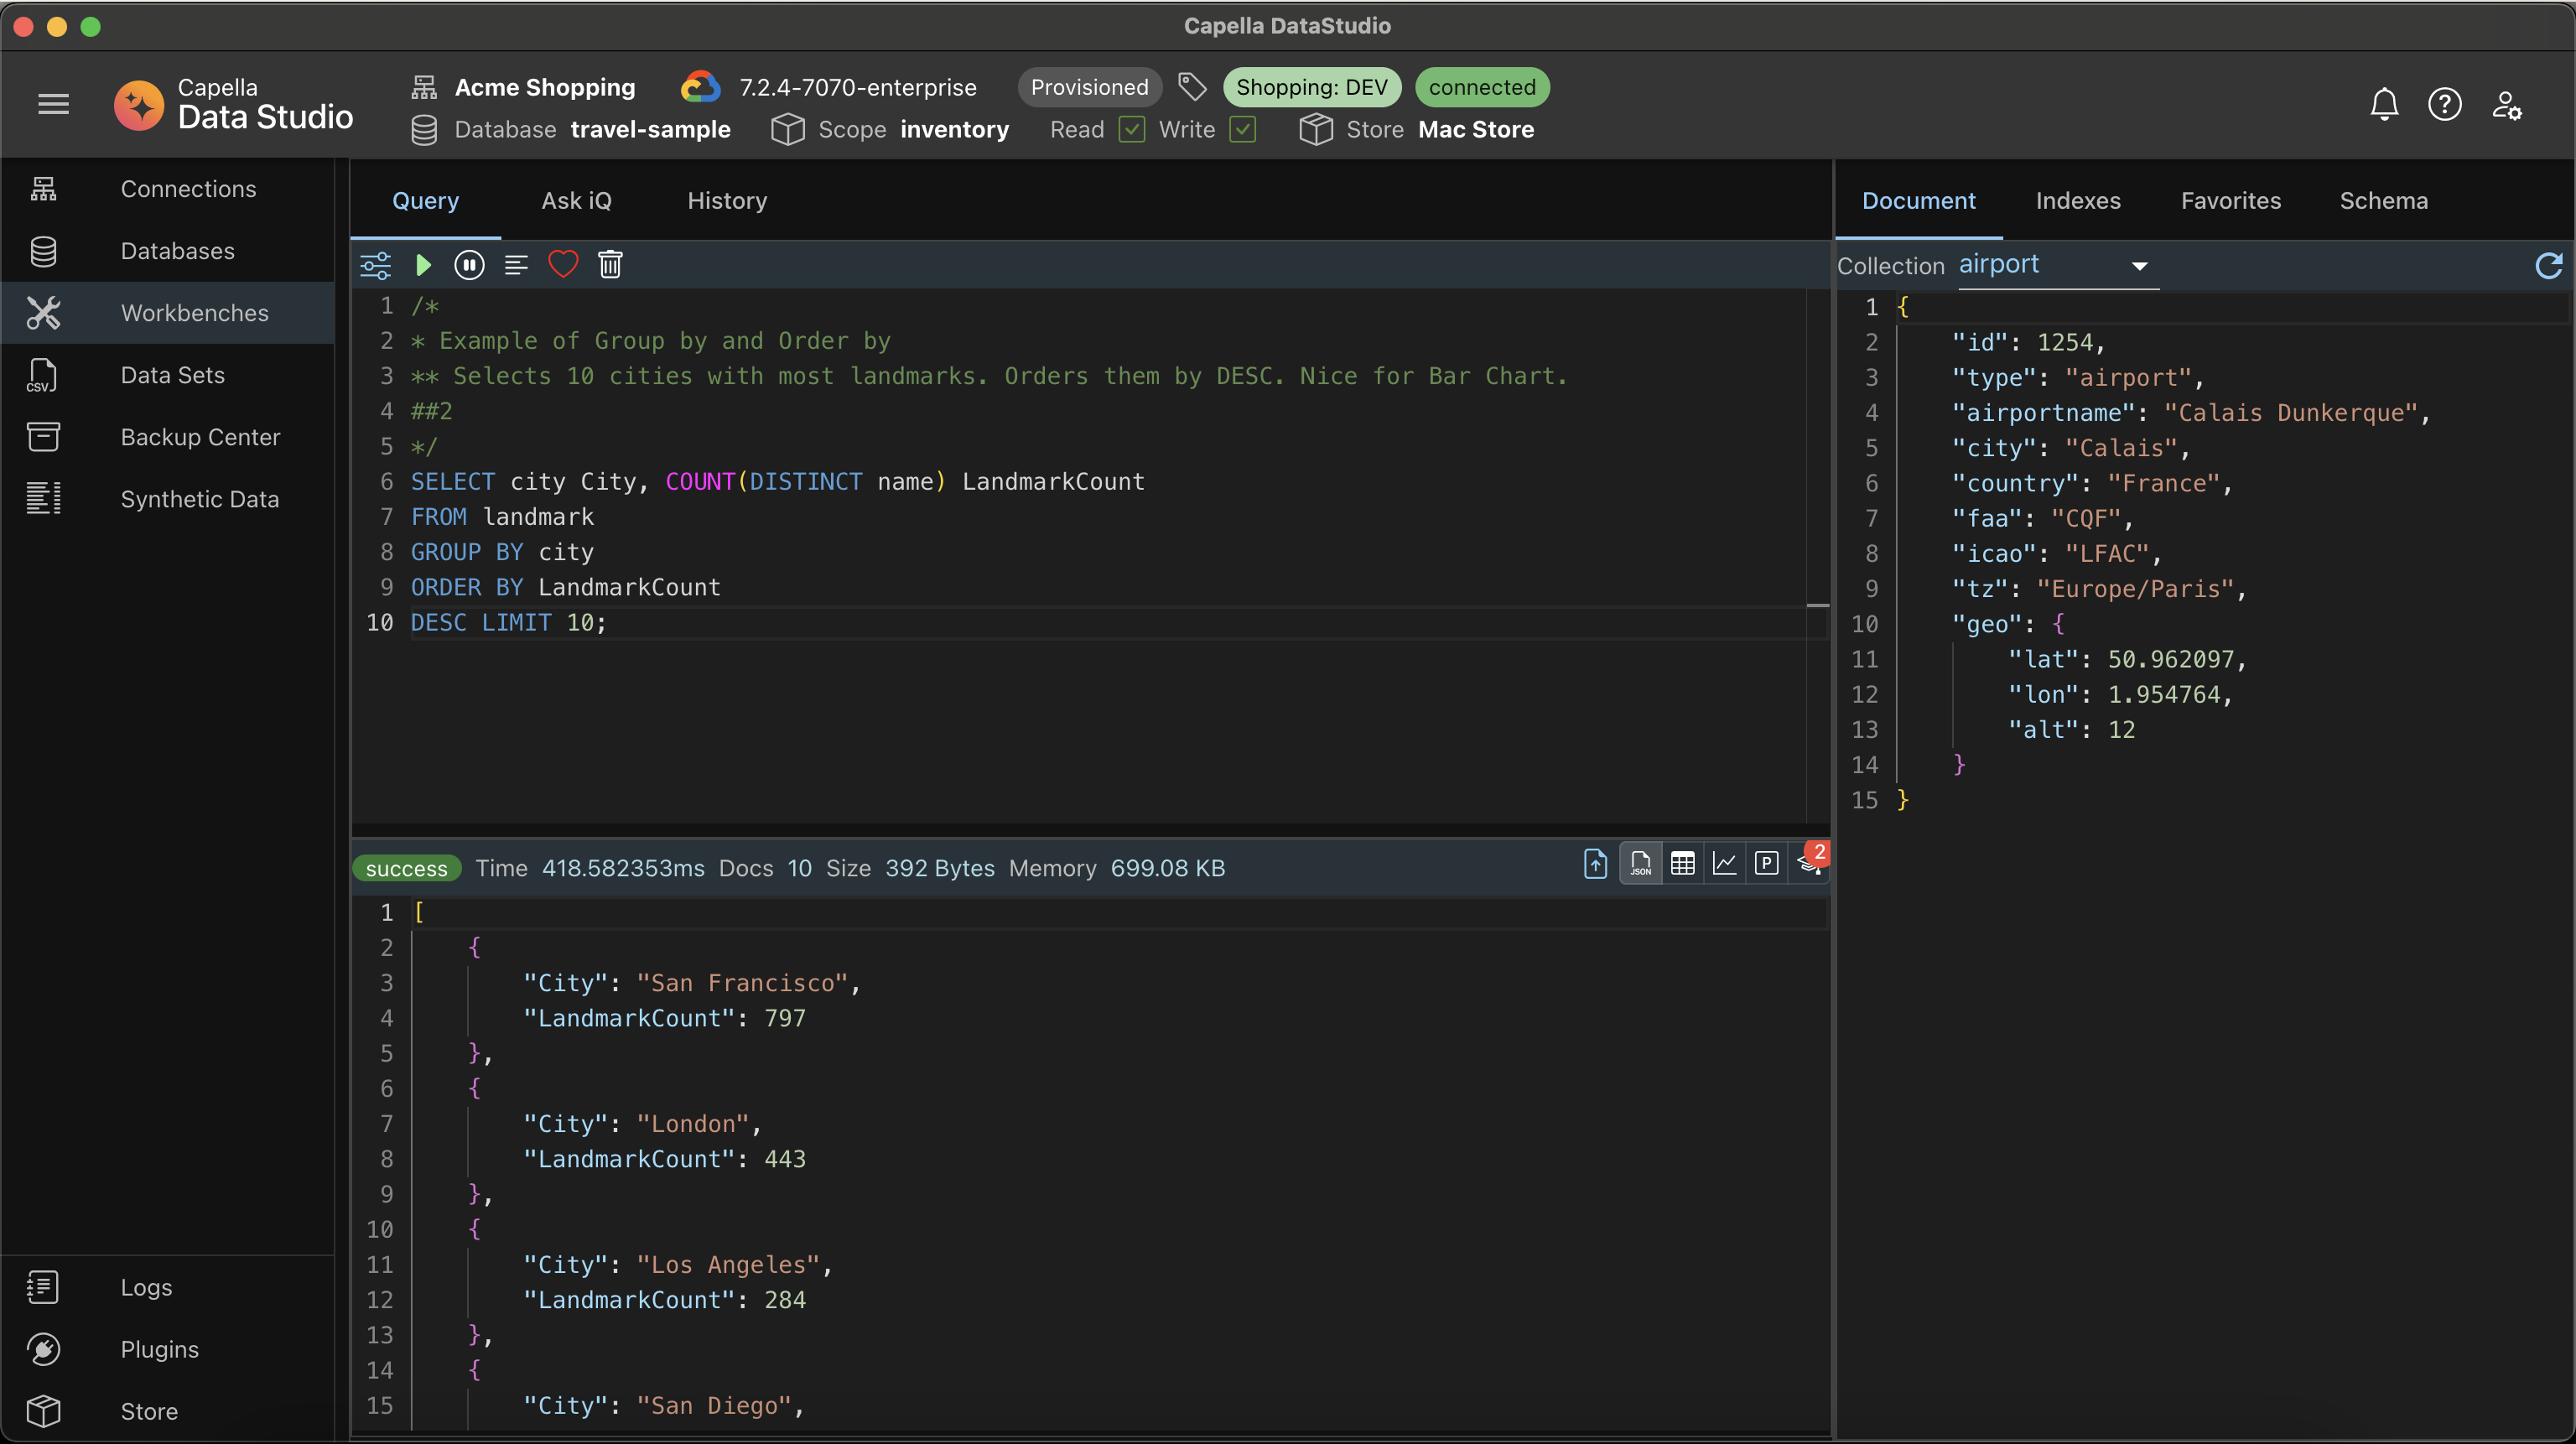 Capella DataStudio
Capella
Data Studio
Acme Shopping 7.2.4-7070-enterprise Provisioned Shopping: DEV connected
Database travel-sample Scope inventory Read Write Store Mac Store
Connections
Databases
Workbenches
CSV Data Sets
Backup Center
Synthetic Data
Logs
Plugins
Store
Query Ask iQ History
1 /*
2 * Example of Group by and Order by
3 ** Selects 10 cities with most landmarks. Orders them by DESC. Nice for Bar Chart.
4 ##2
5 */
6 SELECT city City, COUNT(DISTINCT name) LandmarkCount
7 FROM landmark
8 GROUP BY city
9 ORDER BY LandmarkCount
10 DESC LIMIT 10;
success Time 418.582353ms Docs 10 Size 392 Bytes Memory 699.08 KB JSON P 2
1 [
2 {
3 "City": "San Francisco",
4 "LandmarkCount": 797
5 },
6 {
7 "City": "London",
8 "LandmarkCount": 443
9 },
10 {
11 "City": "Los Angeles",
12 "LandmarkCount": 284
13 },
14 {
15 "City": "San Diego",
Document Indexes Favorites Schema
Collection airport
1 {
2 "id": 1254,
3 "type": "airport",
4 "airportname": "Calais Dunkerque",
5 "city": "Calais",
6 "country": "France",
7 "faa": "CQF",
8 "icao": "LFAC",
9 "tz": "Europe/Paris",
10 "geo": {
11 "lat": 50.962097,
12 "lon": 1.954764,
13 "alt": 12
14 }
15 }